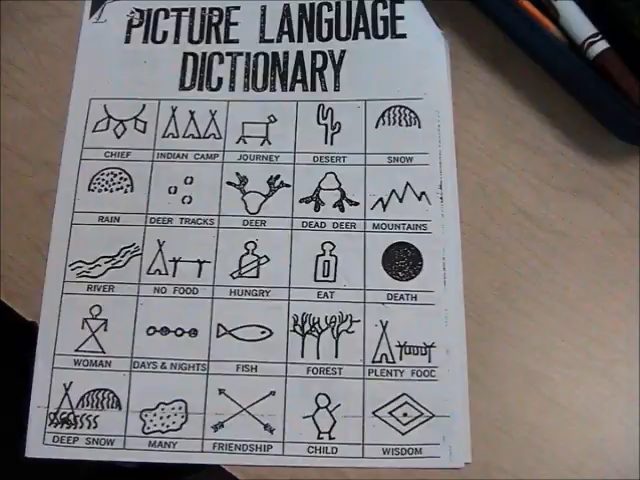 PICTURE LANGUAGE
DICTIONARY
CHIEF INDIAN CAMP JOURNEY DESERT SNOW
RAIN DEER TRACKS DEER DEAD DEER MOUNTAINS
RIVER NO FOOD HUNGRY EAT DEATH
WOMAN DAYS & NIGHTS FISH FOREST PLENTY FOOD
DEEP SNOW MANY FRIENDSHIP CHILD WISDOM